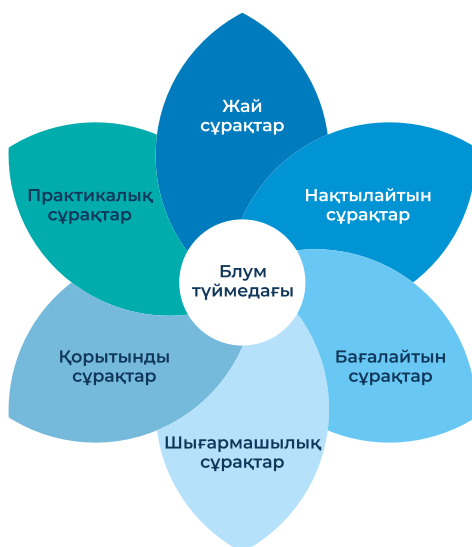 Жай
сұрақтар
Нақтылайтын
сұрақтар
Бағалайтын
сұрақтар
Шығармашылық
сұрақтар
Қорытынды
сұрақтар
Практикалық
сұрақтар
Блум
түймедағы